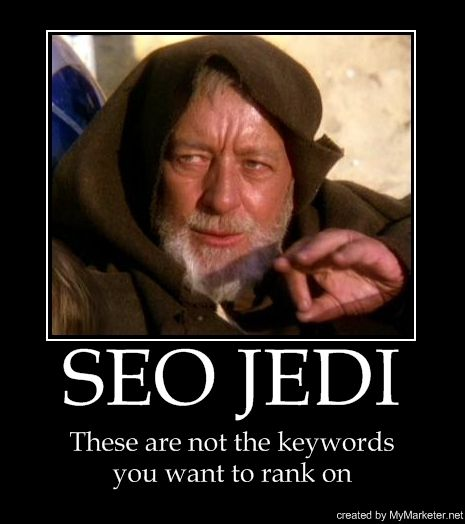 SEO JEDI
These are not the keywords
you want to rank on
created by MyMarketer.net